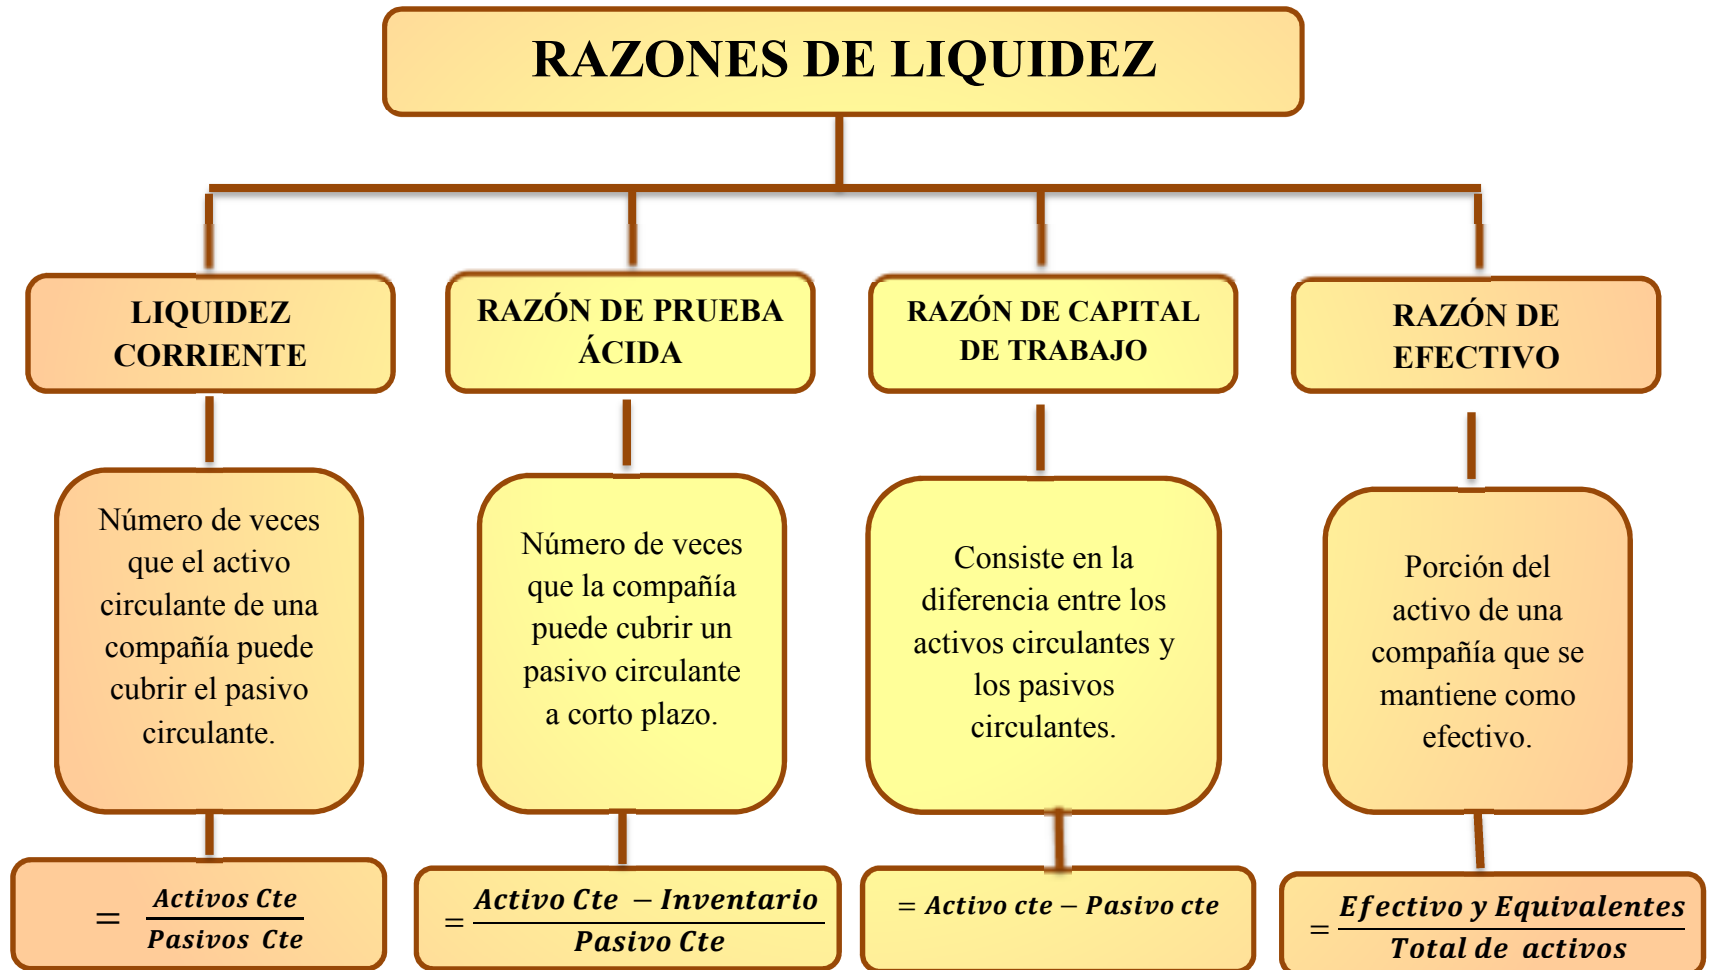 RAZONES DE LIQUIDEZ
LIQUIDEZ
CORRIENTE
RAZÓN DE PRUEBA
ÁCIDA
RAZÓN DE CAPITAL
DE TRABAJO
RAZÓN DE
EFECTIVO
Número de veces
que el activo
circulante de una
compañía puede
cubrir el pasivo
circulante.
Número de veces
que la compañía
puede cubrir un
pasivo circulante
a corto plazo.
Consiste en la
diferencia entre los
activos circulantes y
los pasivos
circulantes.
Porción del
activo de una
compañía que se
mantiene como
efectivo.
= Activos Cte
Pasivos Cte
= Activo Cte − Inventario
Pasivo Cte
= Activo cte − Pasivo cte
= Efectivo y Equivalentes
Total de activos